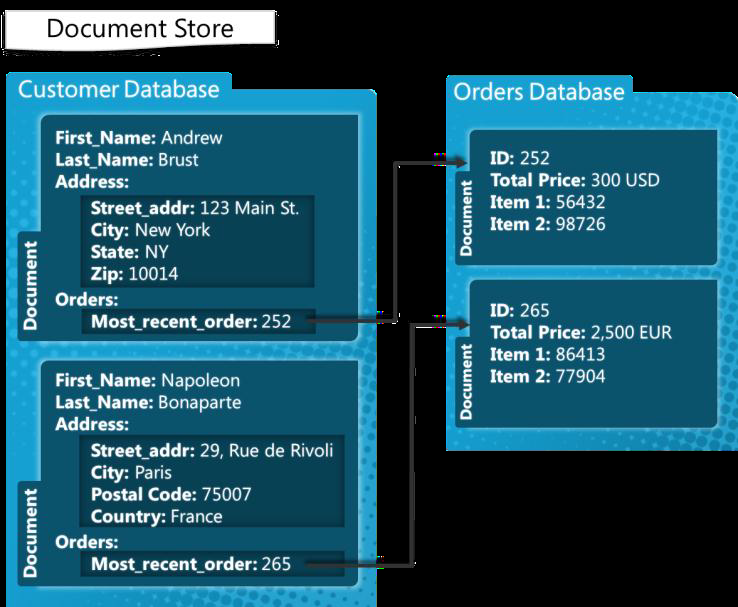 Document Store
Customer Database
First_Name: Andrew
Last_Name: Brust
Address:
Street_addr: 123 Main St.
City: New York
State: NY
Zip: 10014
Orders:
Most_recent_order: 252
Document
First_Name: Napoleon
Last_Name: Bonaparte
Address:
Street_addr: 29, Rue de Rivoli
City: Paris
Postal Code: 75007
Country: France
Orders:
Most_recent_order: 265
Document
Orders Database
ID: 252
Total Price: 300 USD
Item 1: 56432
Item 2: 98726
Document
ID: 265
Total Price: 2,500 EUR
Item 1: 86413
Item 2: 77904
Document